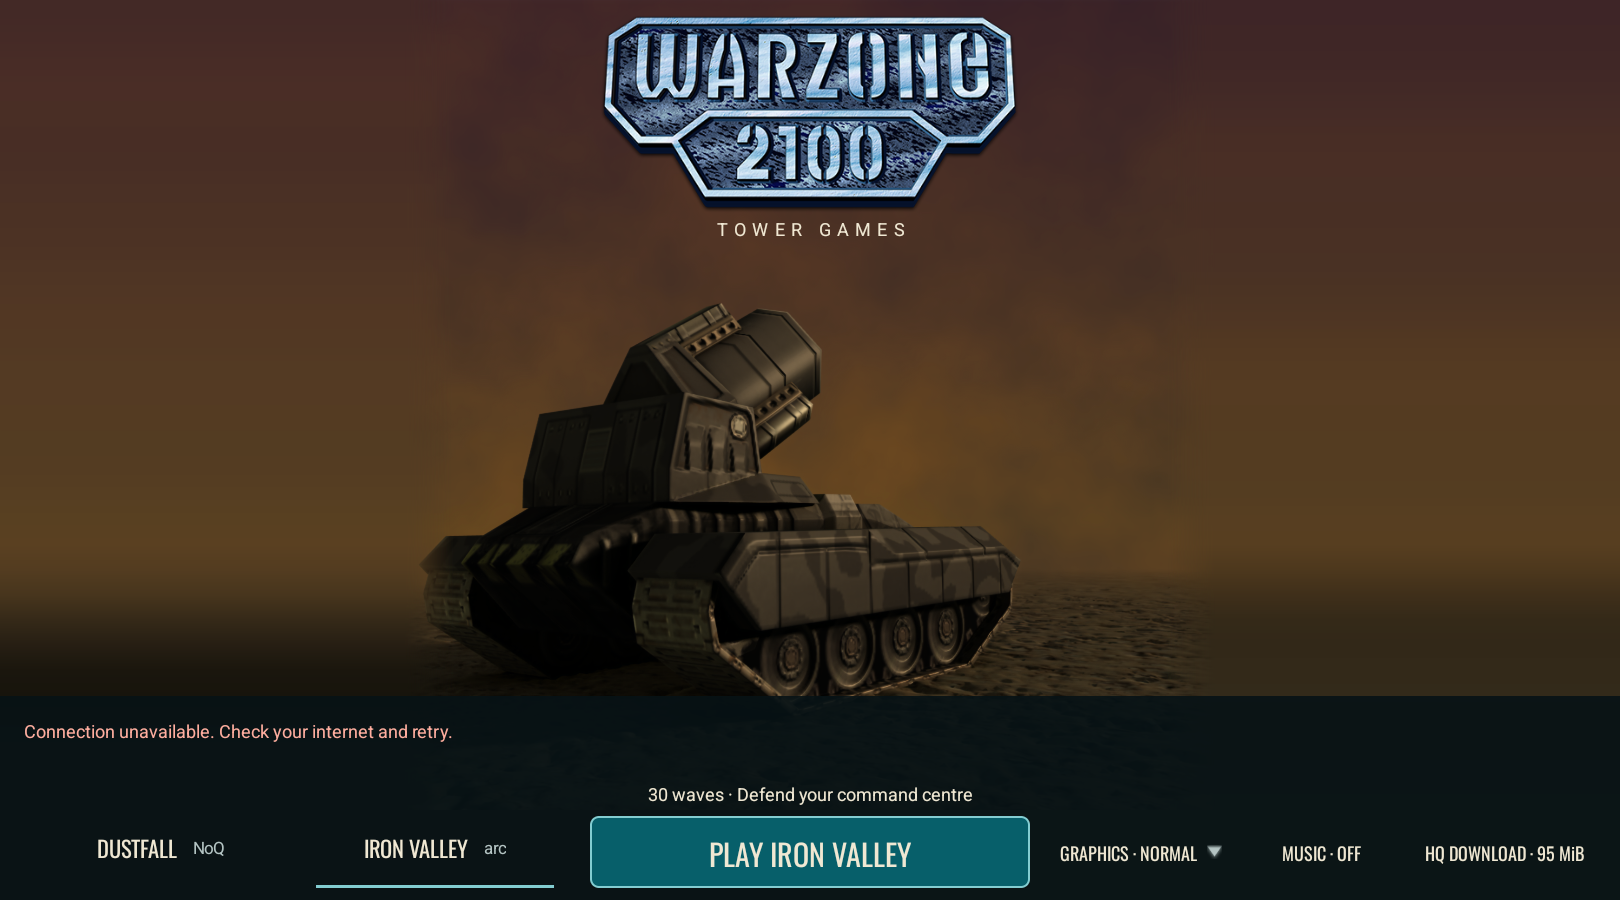 WARZONE
2100
TOWER GAMES
Connection unavailable. Check your internet and retry.
30 waves · Defend your command centre
DUSTFALL NoQ
IRON VALLEY arc
PLAY IRON VALLEY
GRAPHICS · NORMAL
MUSIC · OFF
HQ DOWNLOAD · 95 MiB